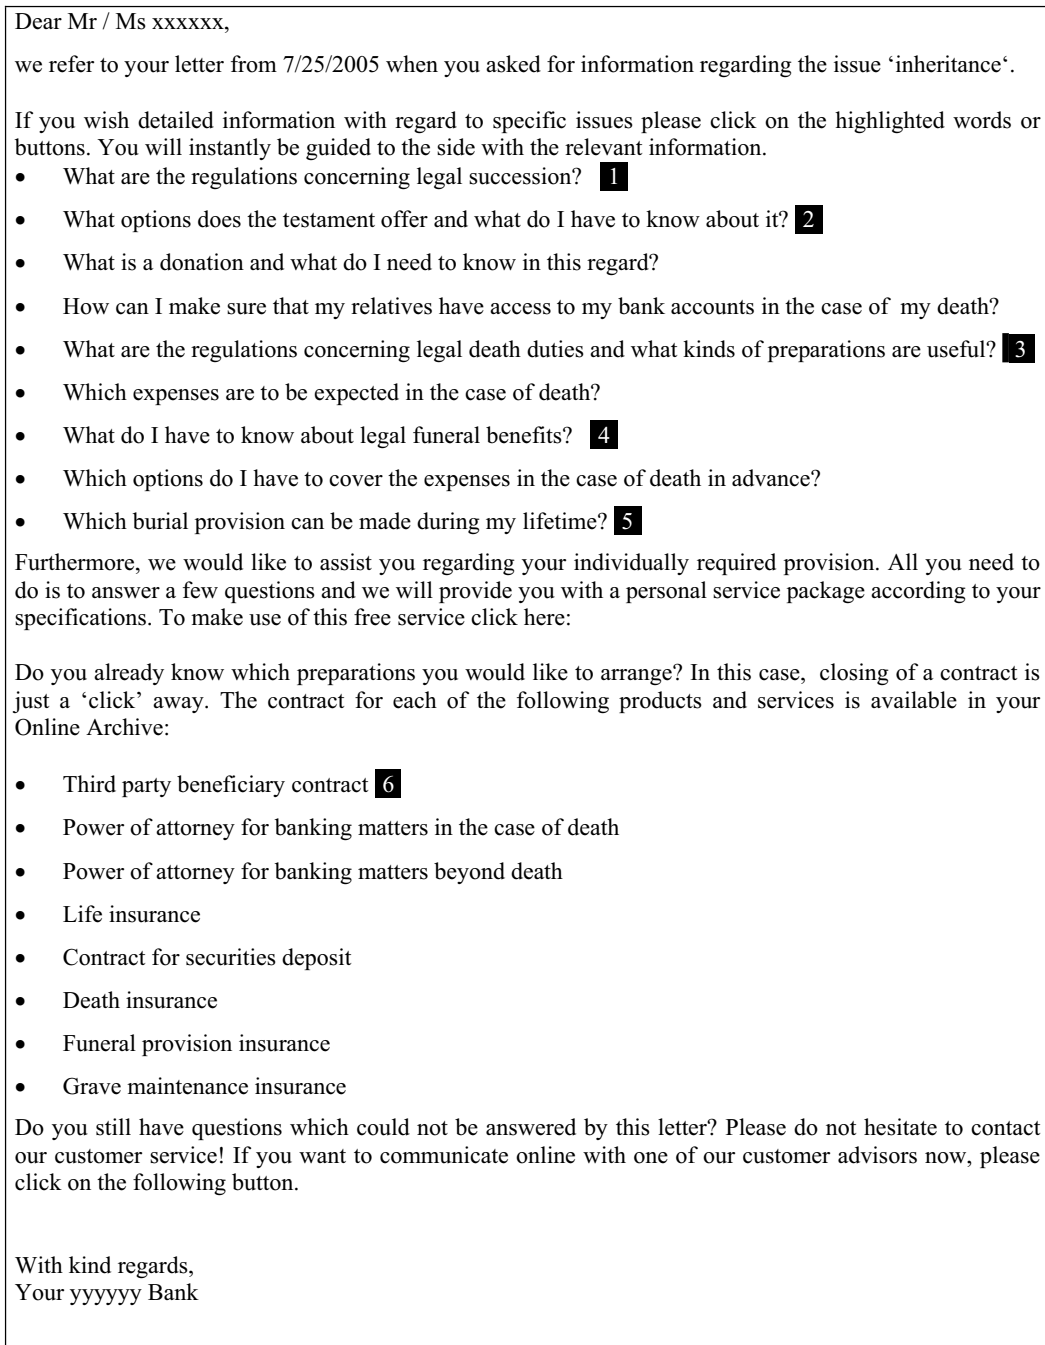 Dear Mr / Ms xxxxxx,
we refer to your letter from 7/25/2005 when you asked for information regarding the issue ‘inheritance‘.
If you wish detailed information with regard to specific issues please click on the highlighted words or
buttons. You will instantly be guided to the side with the relevant information.
• What are the regulations concerning legal succession? 1
• What options does the testament offer and what do I have to know about it? 2
• What is a donation and what do I need to know in this regard?
• How can I make sure that my relatives have access to my bank accounts in the case of my death?
• What are the regulations concerning legal death duties and what kinds of preparations are useful? 3
• Which expenses are to be expected in the case of death?
• What do I have to know about legal funeral benefits? 4
• Which options do I have to cover the expenses in the case of death in advance?
• Which burial provision can be made during my lifetime? 5
Furthermore, we would like to assist you regarding your individually required provision. All you need to
do is to answer a few questions and we will provide you with a personal service package according to your
specifications. To make use of this free service click here:
Do you already know which preparations you would like to arrange? In this case, closing of a contract is
just a ‘click’ away. The contract for each of the following products and services is available in your
Online Archive:
• Third party beneficiary contract 6
• Power of attorney for banking matters in the case of death
• Power of attorney for banking matters beyond death
• Life insurance
• Contract for securities deposit
• Death insurance
• Funeral provision insurance
• Grave maintenance insurance
Do you still have questions which could not be answered by this letter? Please do not hesitate to contact
our customer service! If you want to communicate online with one of our customer advisors now, please
click on the following button.
With kind regards,
Your yyyyyy Bank